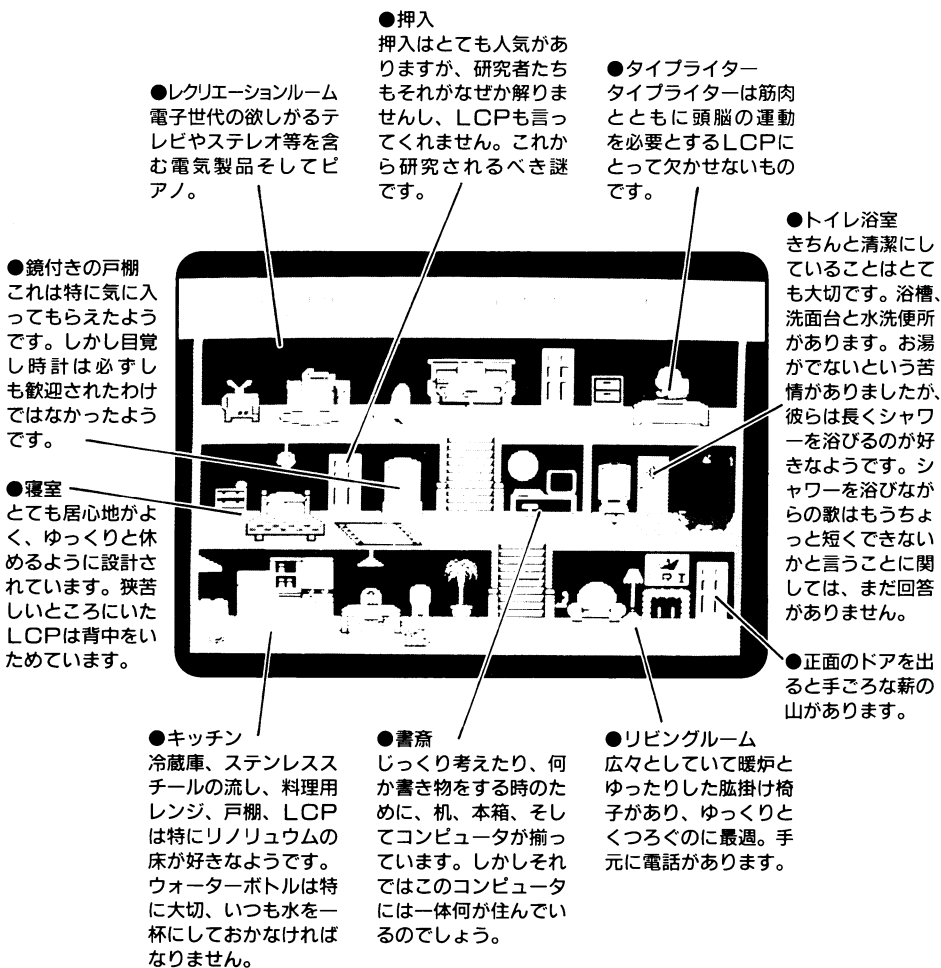 ●押入
押入はとても人気があ
りますが、研究者たち
もそれがなぜか解りま
せんし、LCPも言っ
てくれません。これか
ら研究されるべき謎
です。
●レクリエーションルーム
電子世代の欲しがるテ
レビやステレオ等を含
む電気製品そしてピ
アノ。
●タイプライター
タイプライターは筋肉
とともに頭脳の運動
を必要とするLCPに
とって欠かせないもの
です。
●トイレ浴室
きちんと清潔にし
ていることはとて
も大切です。浴槽、
洗面台と水洗便所
があります。お湯
がでないという苦
情がありましたが、
彼らは長くシャワ
ーを浴びるのが好
きなようです。シ
ャワーを浴びなが
らの歌はもうちょ
っと短くできない
かと言うことに関
しては、まだ回答
がありません。
●鏡付きの戸棚
これは特に気に入
ってもらえたよう
です。しかし目覚
し時計は必ずし
も歓迎されたわけ
ではなかったよう
です。
●寝室
とても居心地がよ
く、ゆっくりと休
めるように設計さ
れています。狭苦
しいところにいた
LCPは背中をい
ためています。
●正面のドアを出
ると手ごろな薪の
山があります。
●キッチン
冷蔵庫、ステンレスス
チールの流し、料理用
レンジ、戸棚、LCP
は特にリノリュウムの
床が好きなようです。
ウォーターボトルは特
に大切、いつも水を一
杯にしておかなければ
なりません。
●書斎
じっくり考えたり、何
か書き物をする時のた
めに、机、本箱、そし
てコンピュータが揃っ
ています。しかしそれ
ではこのコンピュータ
には一体何が住んでい
るのでしょう。
●リビングルーム
広々としていて暖炉と
ゆったりした肱掛け椅
子があり、ゆっくりと
くつろぐのに最週。手
元に電話があります。